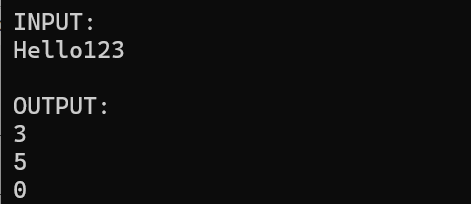 INPUT:
Hello123
OUTPUT:
3
5
0